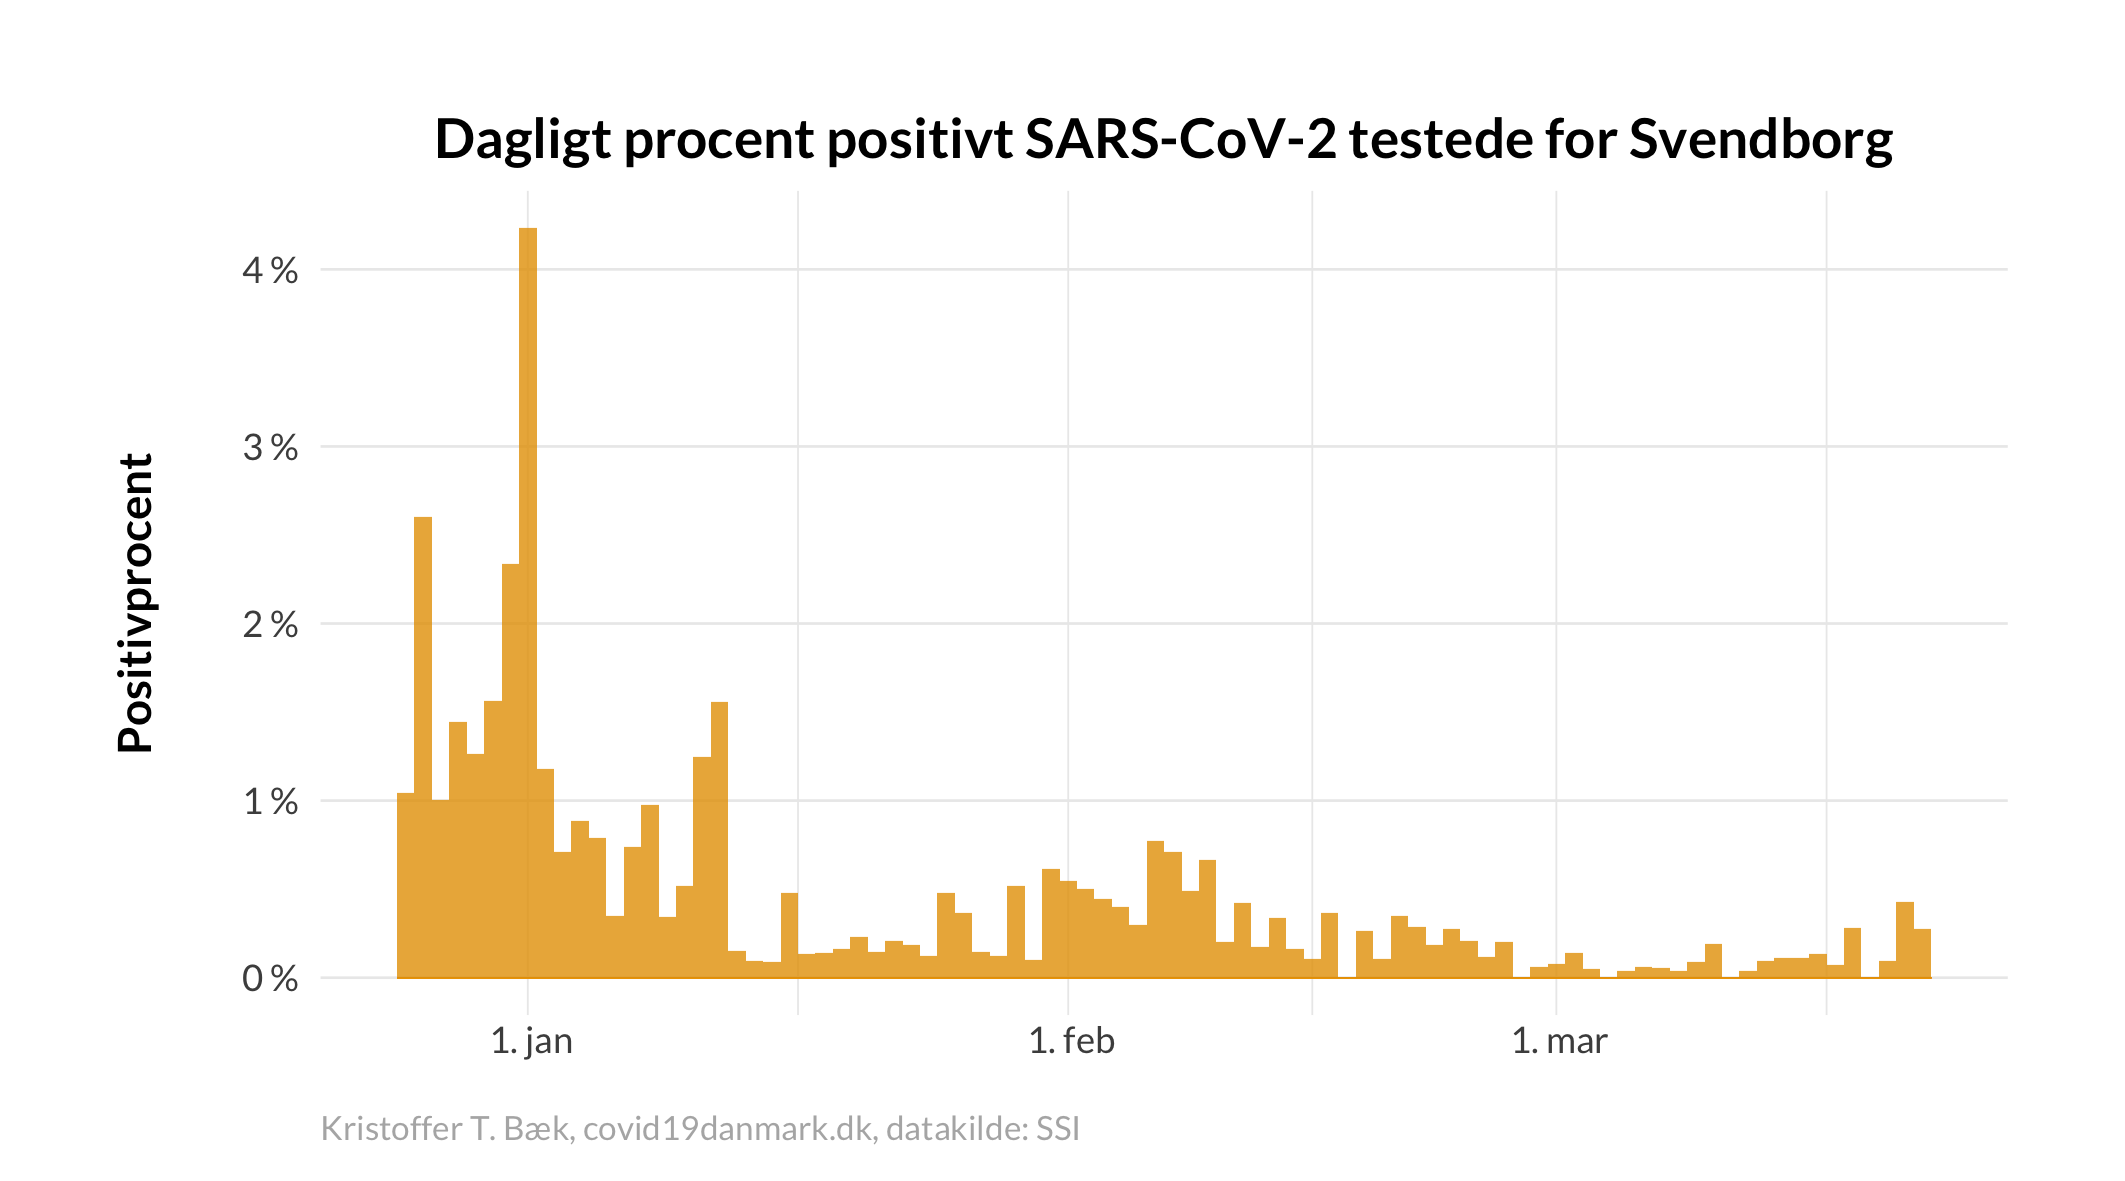 Dagligt procent positivt SARS-CoV-2 testede for Svendborg
Positivprocent
4 %
3 %
2 %
1 %
0 %
1. jan
1. feb
1. mar
Kristoffer T. Bæk, covid19danmark.dk, datakilde: SSI